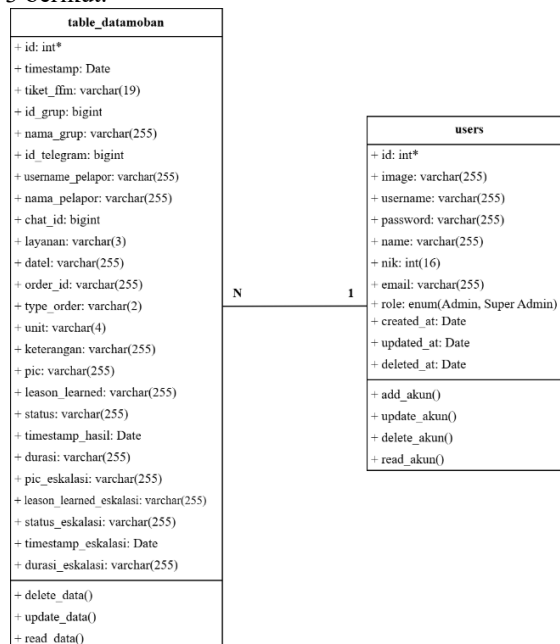 table_datamoban
+ id: int*
+ timestamp: Date
+ tiket_ffm: varchar(19)
+ id_grup: bigint
+ nama_grup: varchar(255)
+ id_telegram: bigint
+ username_pelapor: varchar(255)
+ nama_pelapor: varchar(255)
+ chat_id: bigint
+ layanan: varchar(3)
+ datel: varchar(255)
+ order_id: varchar(255)
+ type_order: varchar(2)
+ unit: varchar(4)
+ keterangan: varchar(255)
+ pic: varchar(255)
+ leason_learned: varchar(255)
+ status: varchar(255)
+ timestamp_hasil: Date
+ durasi: varchar(255)
+ pic_eskalasi: varchar(255)
+ leason_learned_eskalasi: varchar(255)
+ status_eskalasi: varchar(255)
+ timestamp_eskalasi: Date
+ durasi_eskalasi: varchar(255)
+ delete_data()
+ update_data()
+ read_data()
N
1
users
+ id: int*
+ image: varchar(255)
+ username: varchar(255)
+ password: varchar(255)
+ name: varchar(255)
+ nik: int(16)
+ email: varchar(255)
+ role: enum(Admin, Super Admin)
+ created_at: Date
+ updated_at: Date
+ deleted_at: Date
+ add_akun()
+ update_akun()
+ delete_akun()
+ read_akun()